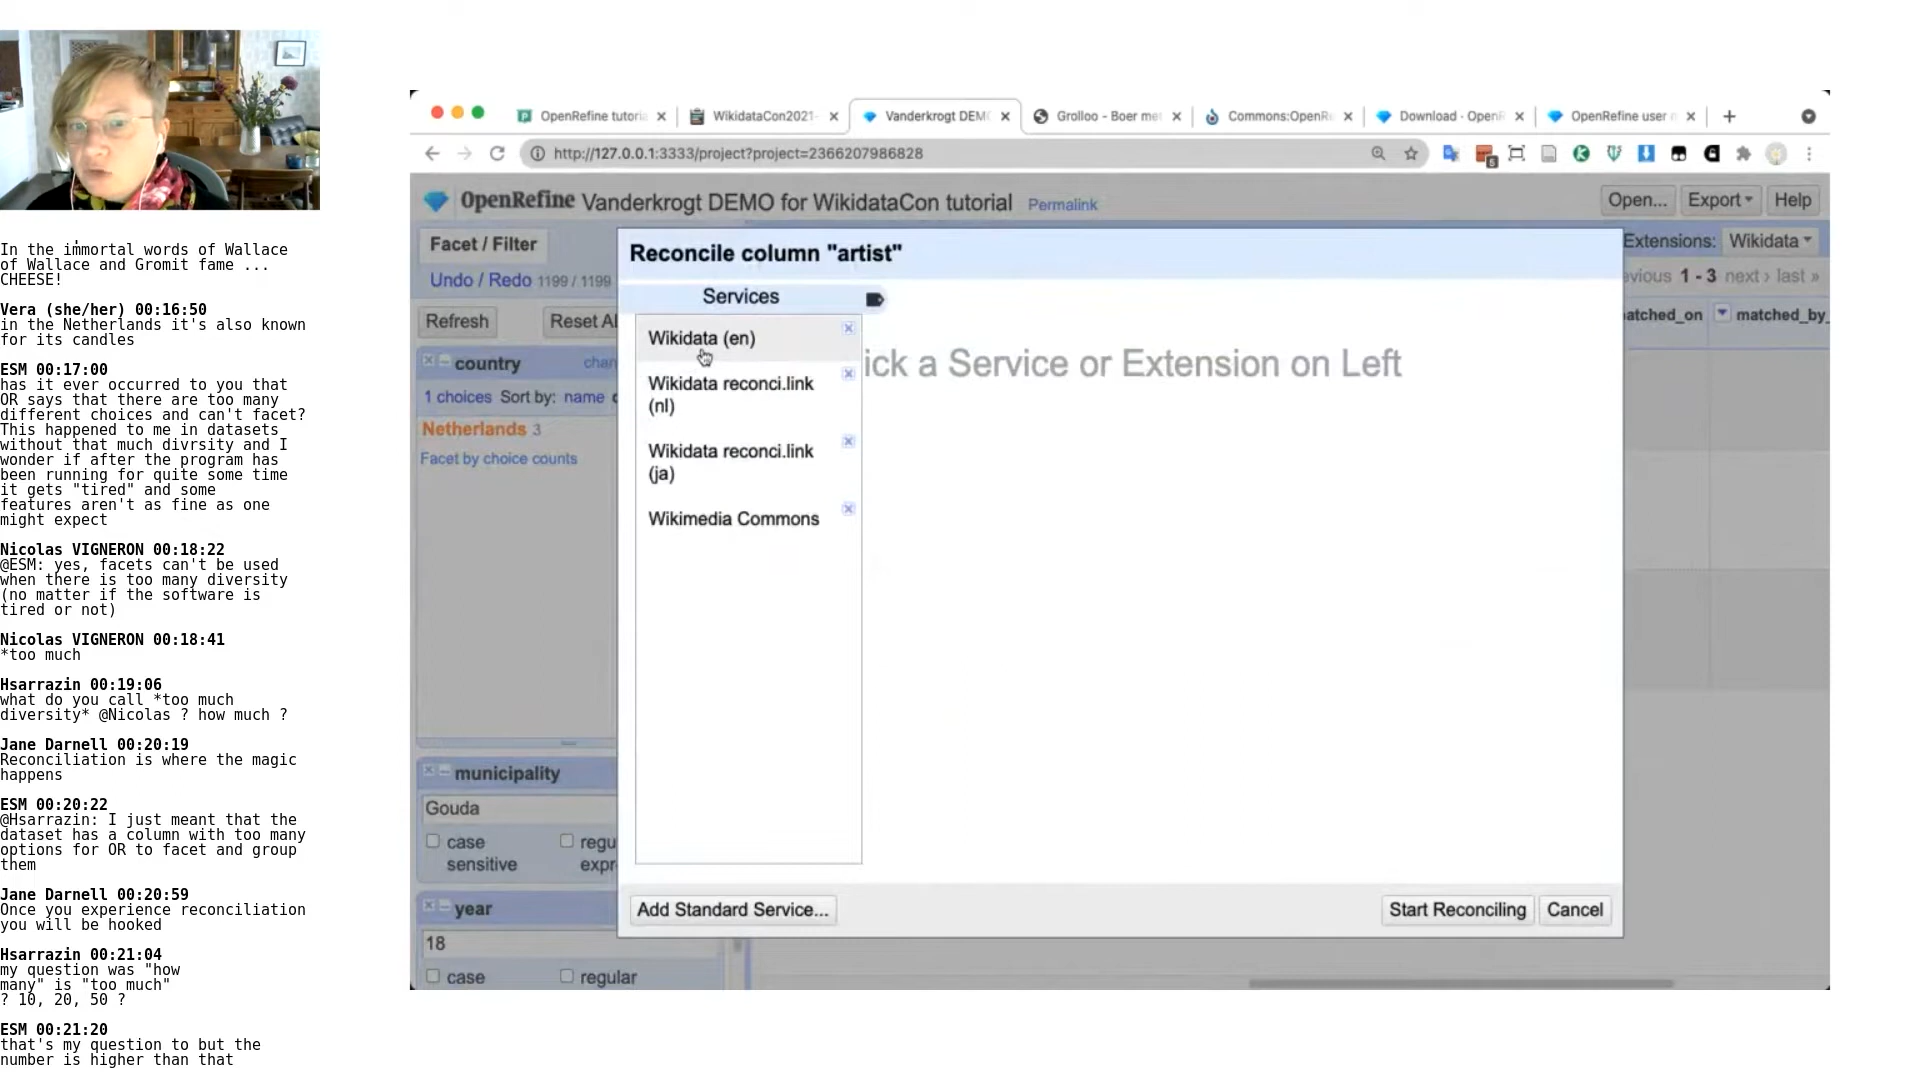 In the immortal words of Wallace
of Wallace and Gromit fame ...
CHEESE!
Vera (she/her) 00:16:50
in the Netherlands it's also known
for its candles
ESM 00:17:00
has it ever occurred to you that
OR says that there are too many
different choices and can't facet?
This happened to me in datasets
without that much divrsity and I
wonder if after the program has
been running for quite some time
it gets "tired" and some
features aren't as fine as one
might expect
Nicolas VIGNERON 00:18:22
@ESM: yes, facets can't be used
when there is too many diversity
(no matter if the software is
tired or not)
Nicolas VIGNERON 00:18:41
*too much
Hsarrazin 00:19:06
what do you call *too much
diversity* @Nicolas ? how much ?
Jane Darnell 00:20:19
Reconciliation is where the magic
happens
ESM 00:20:22
@Hsarrazin: I just meant that the
dataset has a column with too many
options for OR to facet and group
them
Jane Darnell 00:20:59
Once you experience reconciliation
you will be hooked
Hsarrazin 00:21:04
my question was "how
many" is "too much"
? 10, 20, 50 ?
ESM 00:21:20
that's my question to but the
number is higher than that
OpenRefine tutoria WikidataCon2021- Vanderkrogt DEM Grolloo - Boer me Commons:OpenR Download · Open OpenRefine user
http://127.0.0.1:3333/project?project=2366207986828
OpenRefine Vanderkrogt DEMO for WikidataCon tutorial Permalink Open... Export Help
Facet / Filter
Undo / Redo 1199 / 1199
Refresh Reset Al
country chan
1 choices Sort by: name c
Netherlands 3
Facet by choice counts
municipality
Gouda
case sensitive regu expr
year
18
case regular
Extensions: Wikidata
evious 1 - 3 next › last »
atched_on matched_by_
Reconcile column "artist"
Services
Wikidata (en)
Wikidata reconci.link
(nl)
Wikidata reconci.link
(ja)
Wikimedia Commons
ick a Service or Extension on Left
Add Standard Service... Start Reconciling Cancel